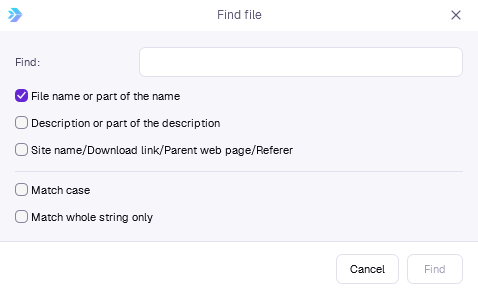 Find file
Find:
File name or part of the name
Description or part of the description
Site name/Download link/Parent web page/Referer
Match case
Match whole string only
Cancel
Find